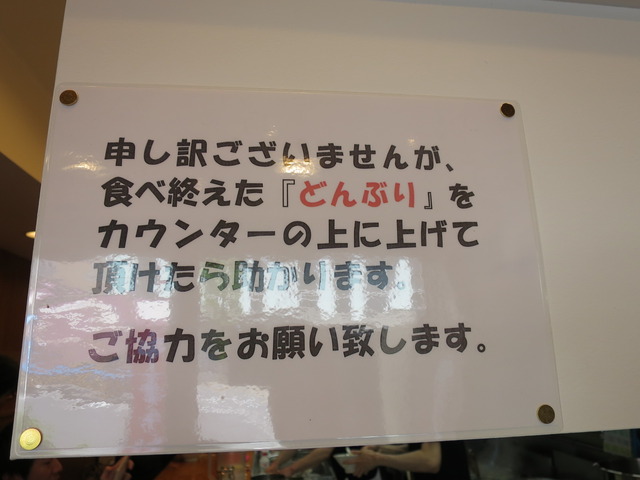 申し訳ございませんが、
食べ終えた『どんぶり』を
カウンターの上に上げて
頂けたら助かります。
ご協力をお願い致します。